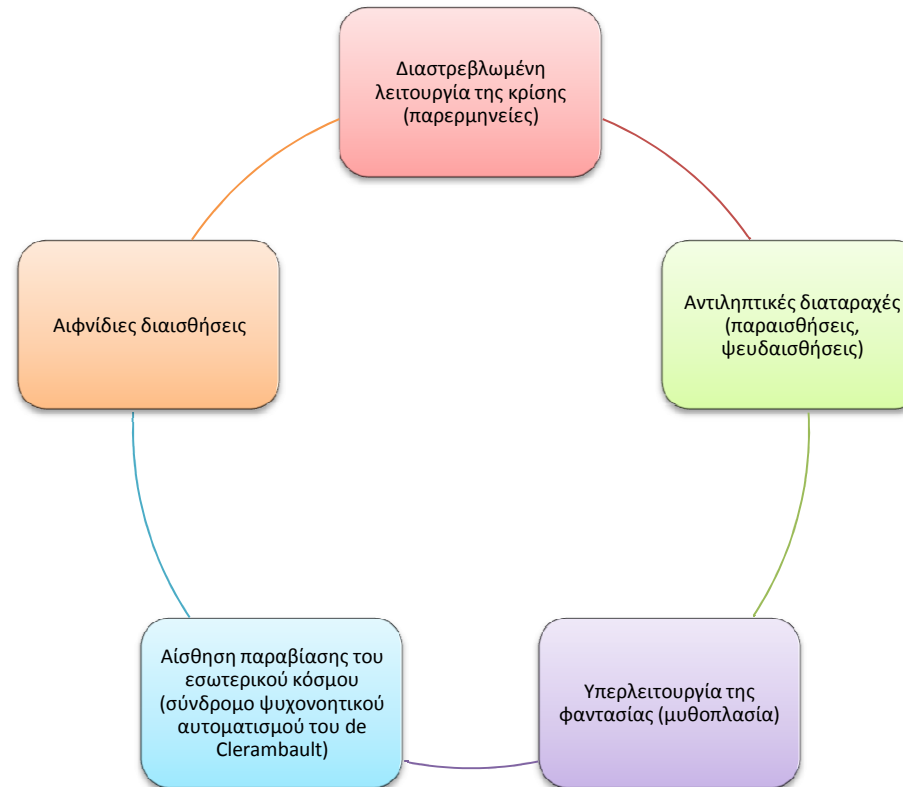 Διαστρεβλωμένη
λειτουργία της κρίσης
(παρερμηνείες)
Αντιληπτικές διαταραχές
(παραισθήσεις,
ψευδαισθήσεις)
Υπερλειτουργία της
φαντασίας (μυθοπλασία)
Αίσθηση παραβίασης του
εσωτερικού κόσμου
(σύνδρομο ψυχονοητικού
αυτοματισμού του de
Clerambault)
Αιφνίδιες διαισθήσεις